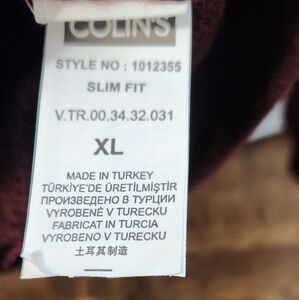 COLIN'S
STYLE NO : 1012355
SLIM FIT
V.TR.00.34.32.031
XL
MADE IN TURKEY
TÜRKİYE'DE ÜRETİLMİŞTİR
ПРОИЗВЕДЕНО В ТУРЦИИ
VYROBENÉ V TURECKU
FABRICAT IN TURCIA
VYROBENO V TURECKU
土耳其制造